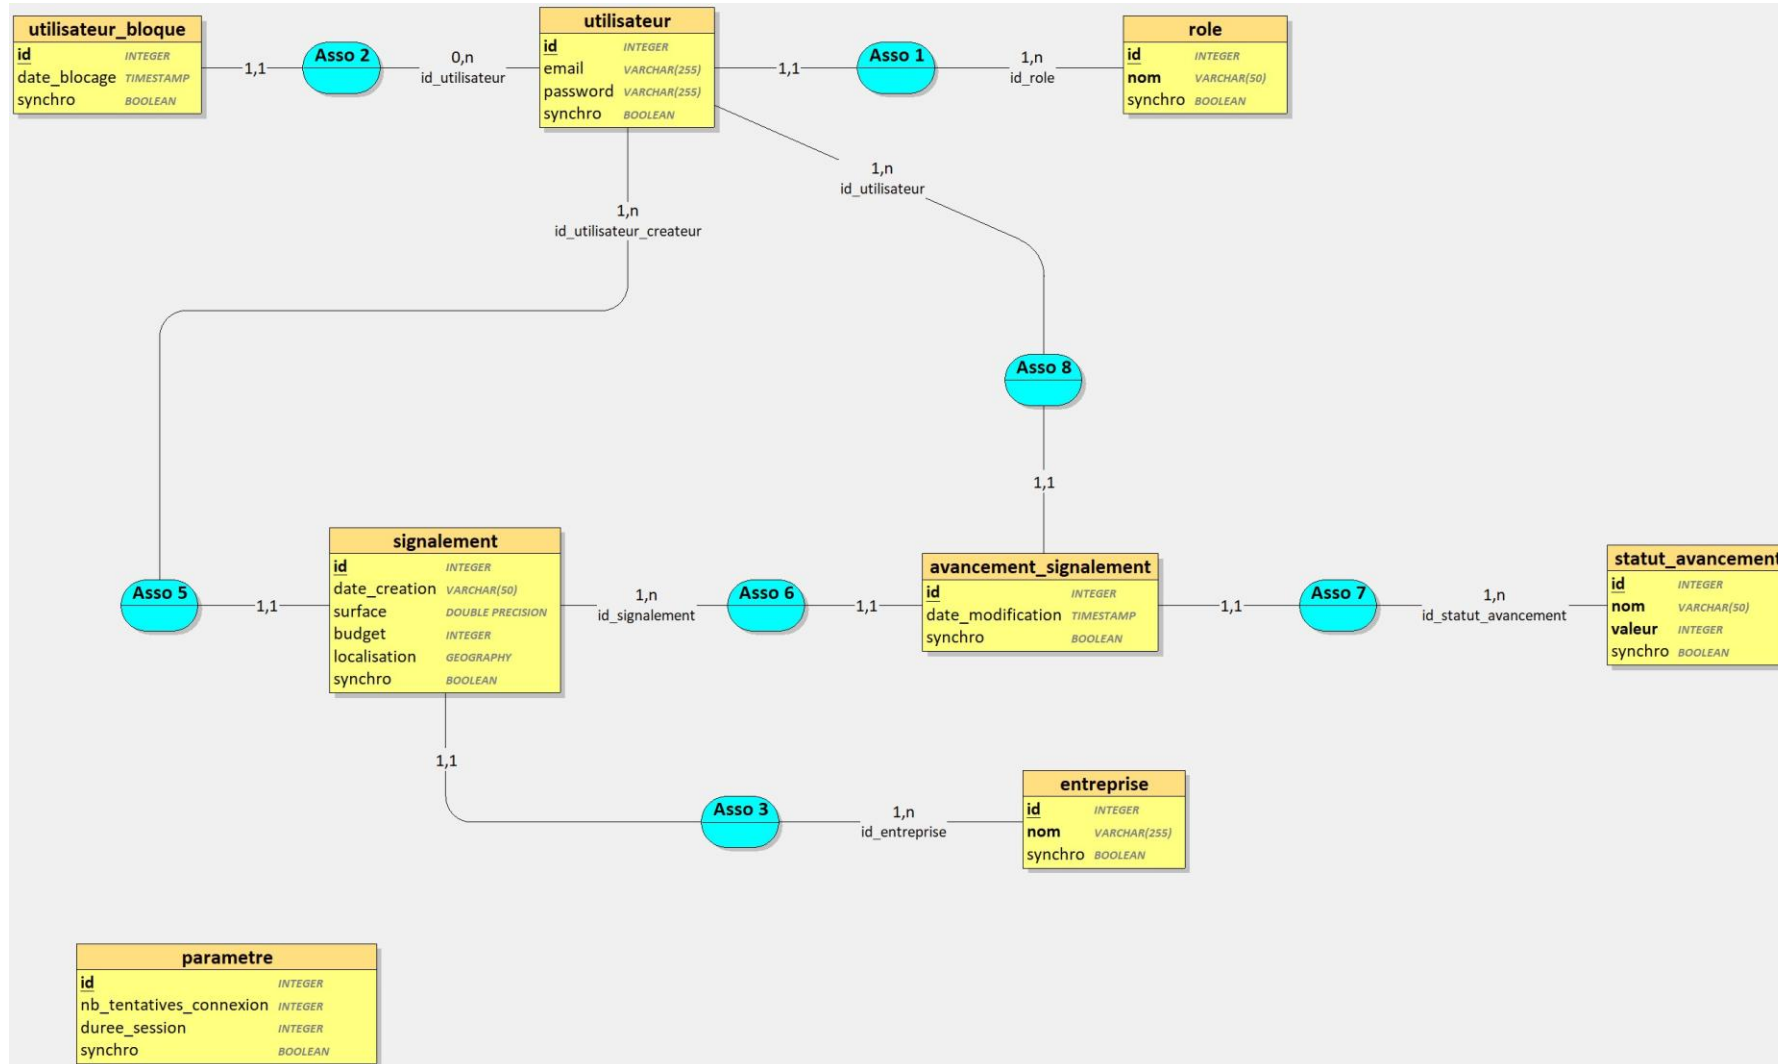 utilisateur_bloque
id INTEGER
date_blocage TIMESTAMP
synchro BOOLEAN
1,1
Asso 2
0,n
id_utilisateur
utilisateur
id INTEGER
email VARCHAR(255)
password VARCHAR(255)
synchro BOOLEAN
1,1
Asso 1
1,n
id_role
role
id INTEGER
nom VARCHAR(50)
synchro BOOLEAN
1,n
id_utilisateur
1,n
id_utilisateur_createur
Asso 8
1,1
Asso 5
1,1
signalement
id INTEGER
date_creation VARCHAR(50)
surface DOUBLE PRECISION
budget INTEGER
localisation GEOGRAPHY
synchro BOOLEAN
1,n
id_signalement
Asso 6
1,1
avancement_signalement
id INTEGER
date_modification TIMESTAMP
synchro BOOLEAN
1,1
Asso 7
1,n
id_statut_avancement
statut_avancement
id INTEGER
nom VARCHAR(50)
valeur INTEGER
synchro BOOLEAN
1,1
Asso 3
1,n
id_entreprise
entreprise
id INTEGER
nom VARCHAR(255)
synchro BOOLEAN
parametre
id INTEGER
nb_tentatives_connexion INTEGER
duree_session INTEGER
synchro BOOLEAN